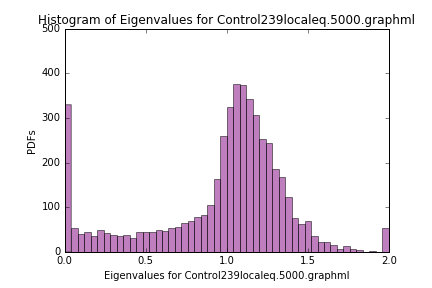 Histogram of Eigenvalues for Control239localeq.5000.graphml
500
400
300
200
100
0
PDFs
0.0 0.5 1.0 1.5 2.0
Eigenvalues for Control239localeq.5000.graphml